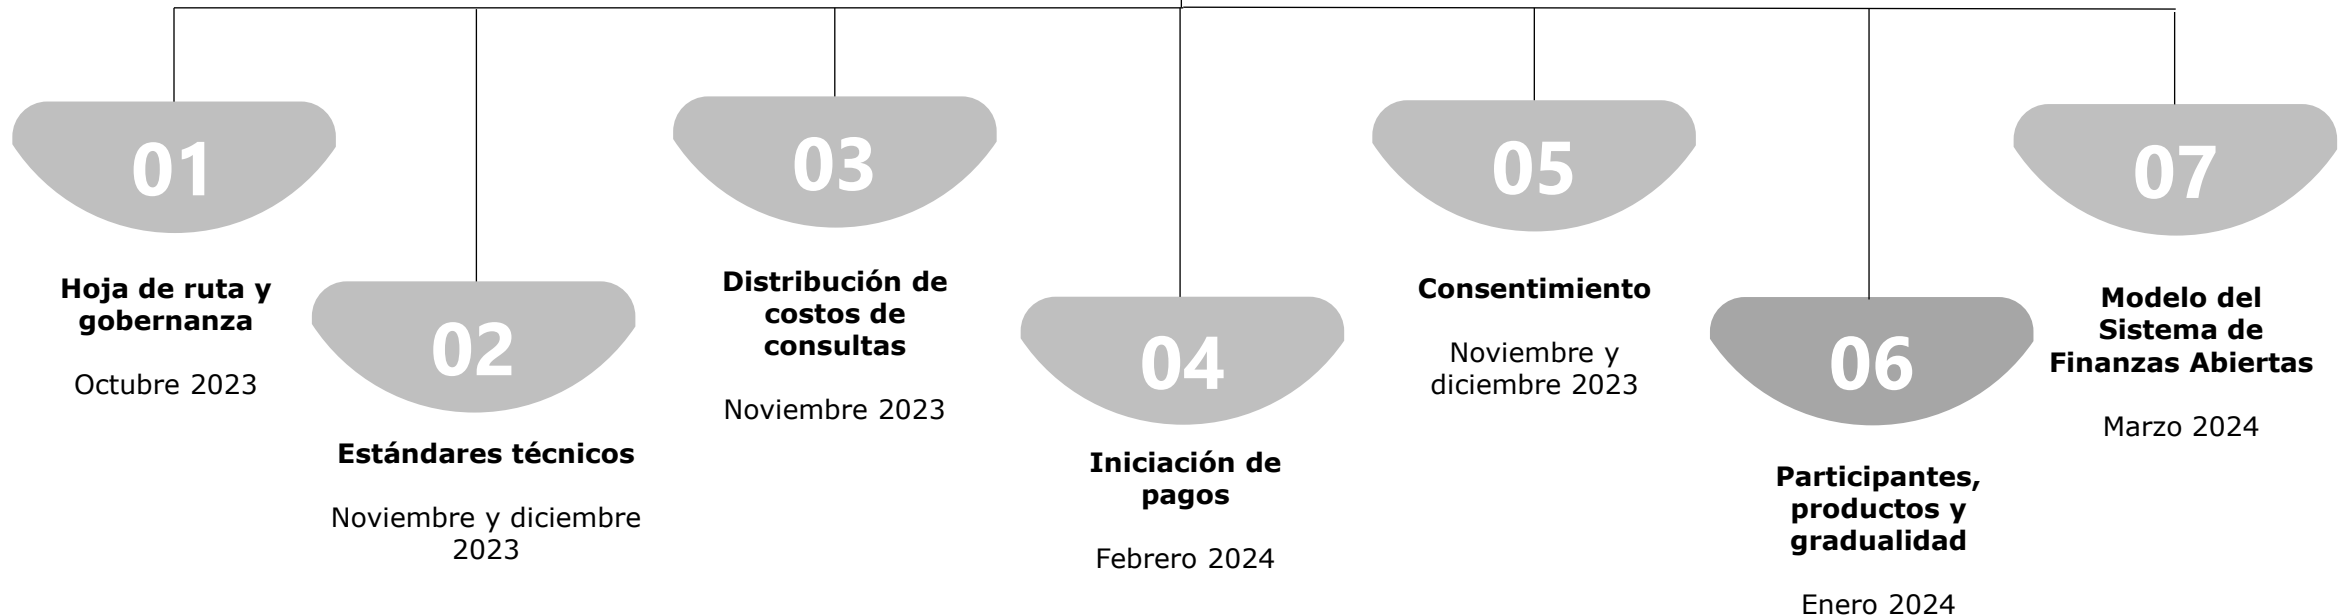 01
Hoja de ruta y
gobernanza
Octubre 2023
02
Estándares técnicos
Noviembre y diciembre
2023
03
Distribución de
costos de
consultas
Noviembre 2023
04
Iniciación de
pagos
Febrero 2024
05
Consentimiento
Noviembre y
diciembre 2023
06
Participantes,
productos y
gradualidad
Enero 2024
07
Modelo del
Sistema de
Finanzas Abiertas
Marzo 2024